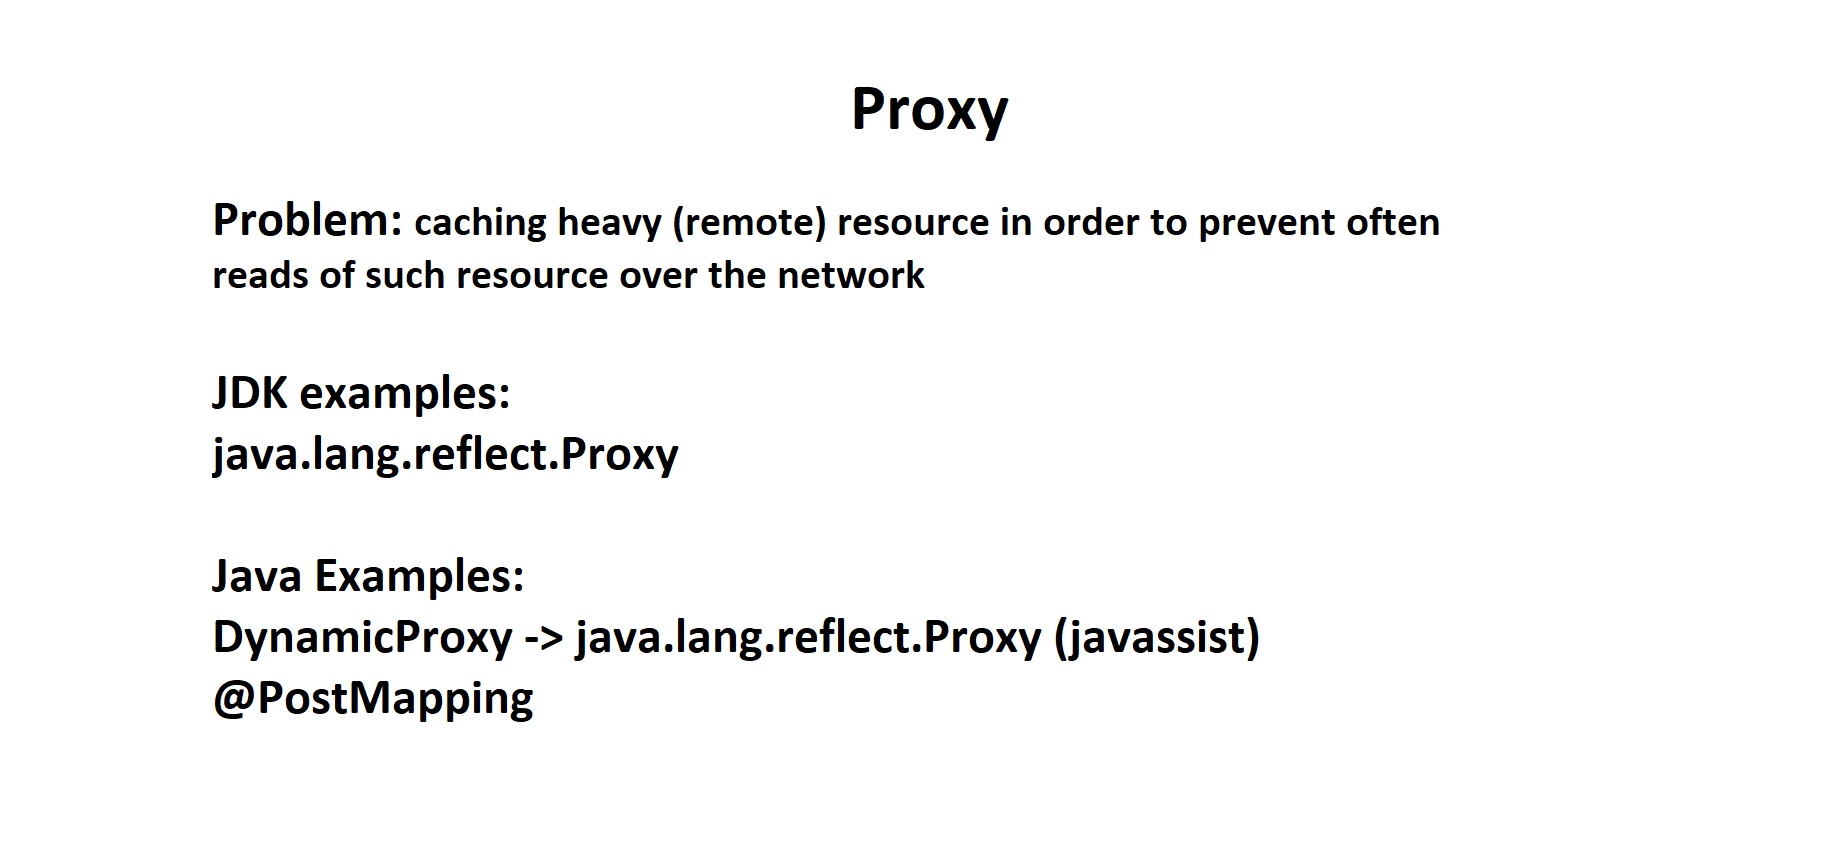 Proxy
Problem: caching heavy (remote) resource in order to prevent often
reads of such resource over the network
JDK examples:
java.lang.reflect.Proxy
Java Examples:
DynamicProxy -> java.lang.reflect.Proxy (javassist)
@PostMapping